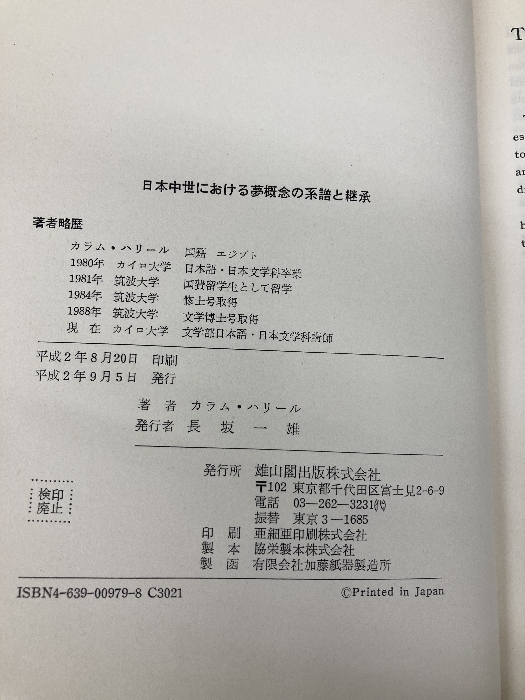 日本中世における夢概念の系譜と継承
著者略歴
カラム・ハリール 国籍 エジプト
1980年 カイロ大学 日本語・日本文学科卒業
1981年 筑波大学 国費留学生として留学
1984年 筑波大学 修士号取得
1988年 筑波大学 文学博士号取得
現在 カイロ大学 文学部日本語・日本文学科講師
平成2年8月20日 印刷
平成2年9月5日 発行
著者 カラム・ハリール
発行者 長坂一雄
発行所 雄山閣出版株式会社
〒102 東京都千代田区富士見2-6-9
電話 03-262-3231㈹
振替 東京3-1685
印刷 亜細亜印刷株式会社
製本 協栄製本株式会社
製函 有限会社加藤紙器製造所
検印
廃止
ISBN4-639-00979-8 C3021
©Printed in Japan
T
es
to
an
d
b
t